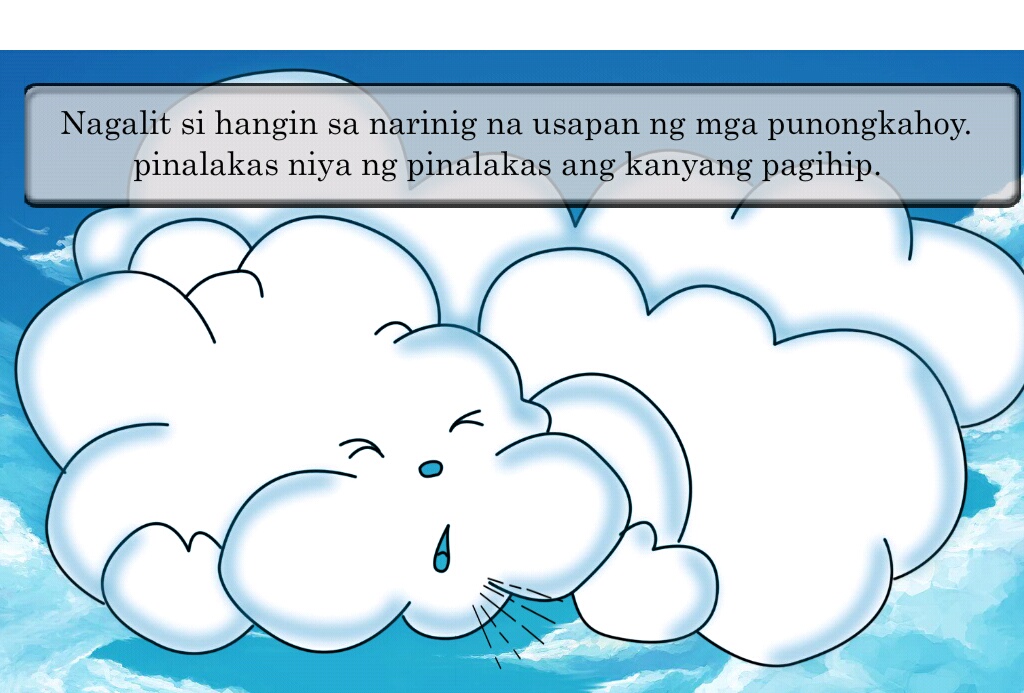 Nagalit si hangin sa narinig na usapan ng mga punongkahoy.
pinalakas niya ng pinalakas ang kanyang pagihip.